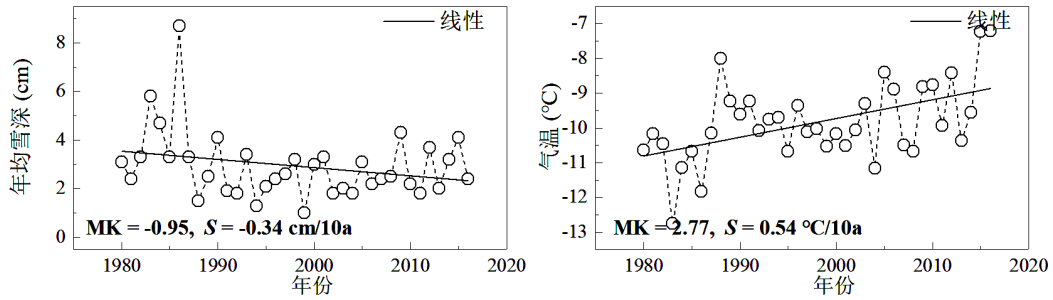 线性
年均雪深 (cm)
8
6
4
2
0
MK = -0.95, S = -0.34 cm/10a
1980 1990 2000 2010 2020
年份
线性
气温 (°C)
-7
-8
-9
-10
-11
-12
-13
MK = 2.77, S = 0.54 °C/10a
1980 1990 2000 2010 2020
年份